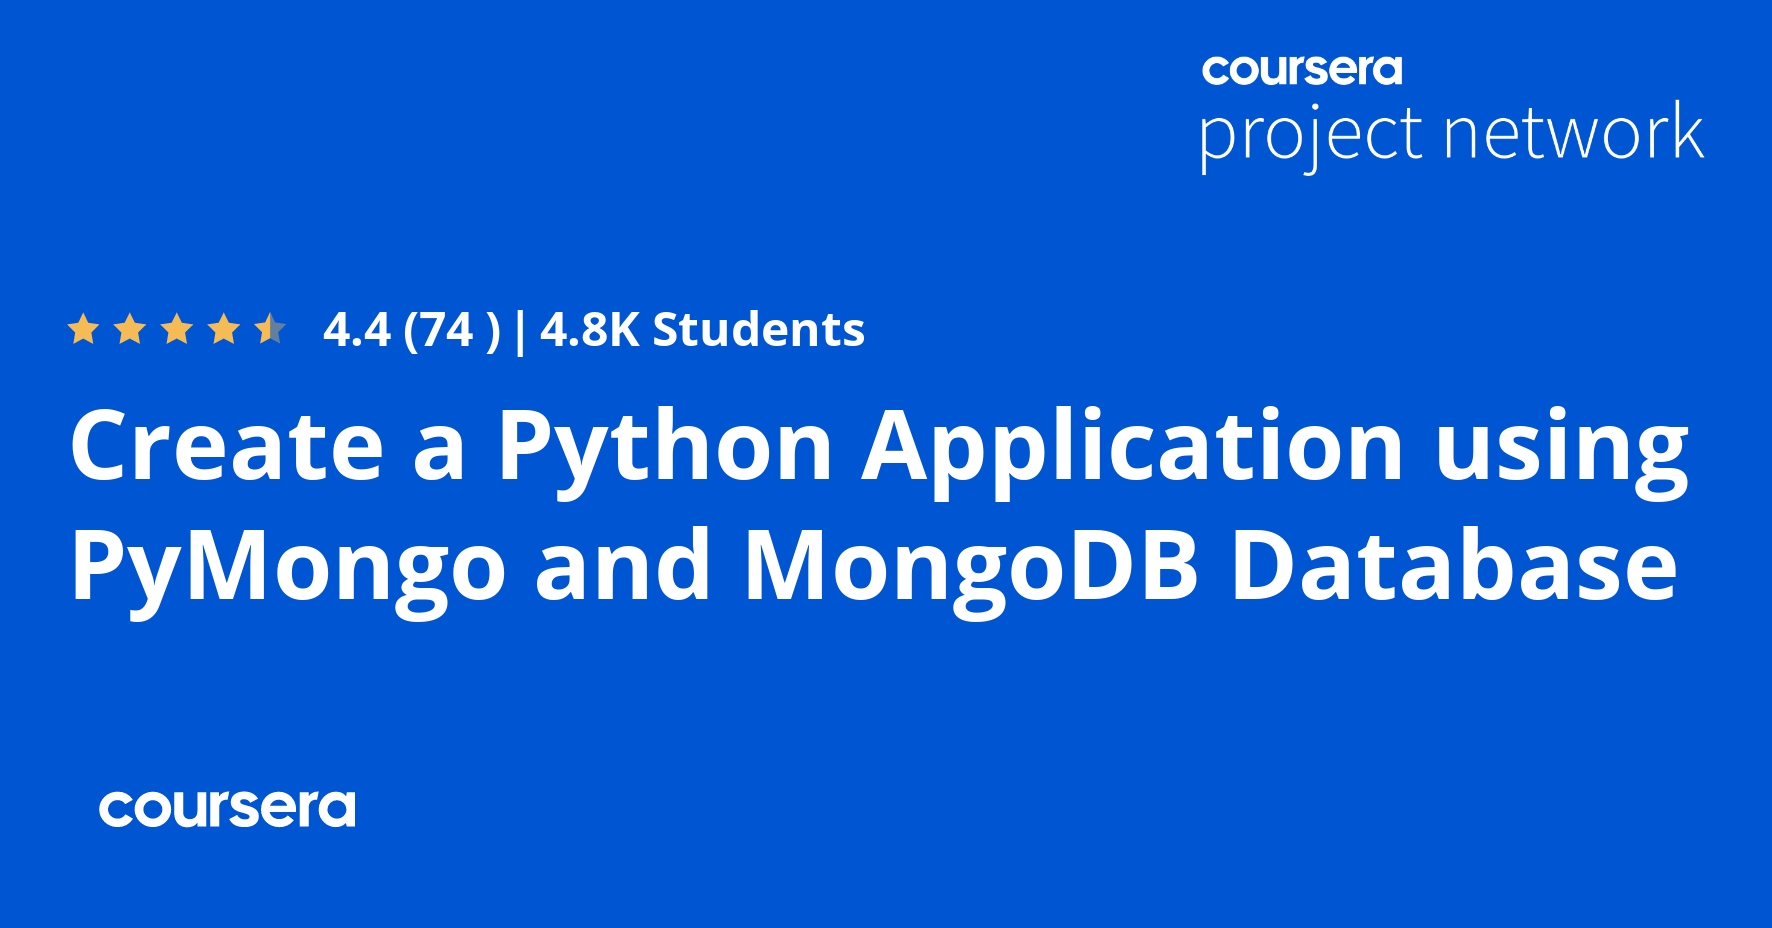 coursera
project network
4.4 (74 ) | 4.8K Students
Create a Python Application using
PyMongo and MongoDB Database
coursera